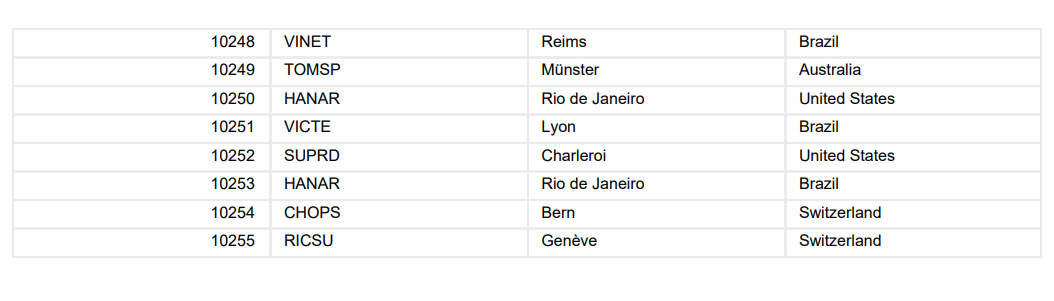 10248 VINET Reims Brazil
10249 TOMSP Münster Australia
10250 HANAR Rio de Janeiro United States
10251 VICTE Lyon Brazil
10252 SUPRD Charleroi United States
10253 HANAR Rio de Janeiro Brazil
10254 CHOPS Bern Switzerland
10255 RICSU Genève Switzerland